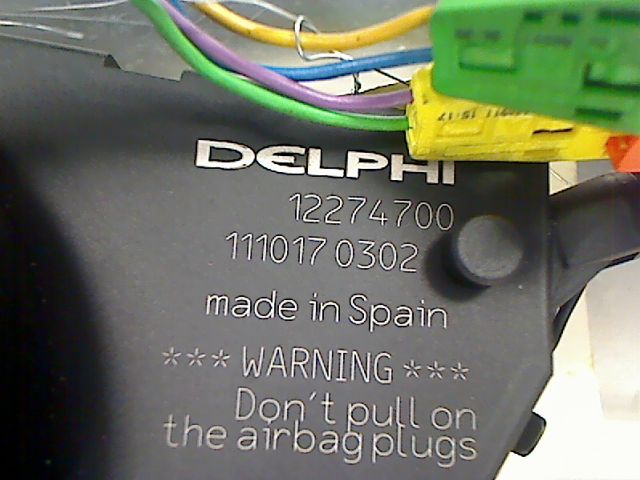 DELPHI
12274700
111017 0302
made in Spain
*** WARNING ***
Don't pull on
the airbag plugs